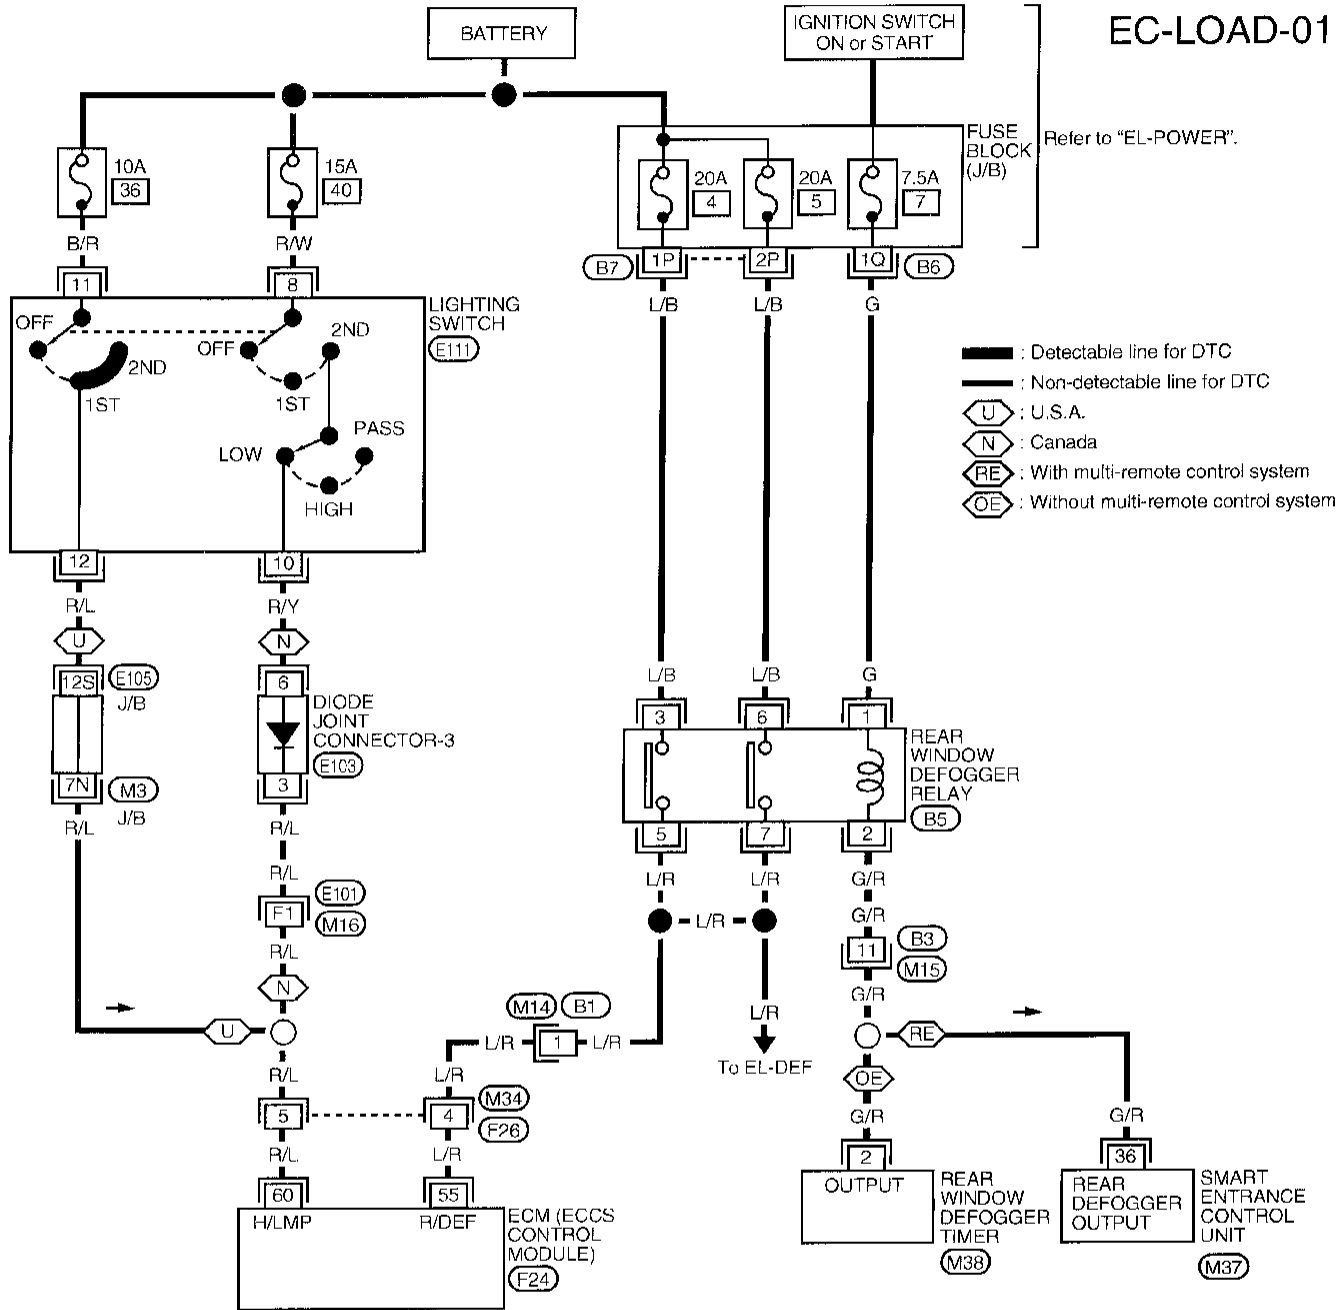 EC-LOAD-01
BATTERY
IGNITION SWITCH
ON or START
FUSE
BLOCK
(J/B)
Refer to "EL-POWER".
10A
36
15A
40
20A
4
20A
5
7.5A
7
B/R
R/W
B7
1P
2P
1Q
B6
11
8
L/B
L/B
G
LIGHTING
SWITCH
E111
OFF
2ND
1ST
OFF
2ND
1ST
LOW
PASS
HIGH
: Detectable line for DTC
: Non-detectable line for DTC
U : U.S.A.
N : Canada
RE : With multi-remote control system
OE : Without multi-remote control system
12
10
R/L
R/Y
U
N
12S
E105
J/B
6
DIODE
JOINT
CONNECTOR-3
E103
7N
M3
J/B
3
R/L
R/L
R/L
E101
F1
M16
R/L
N
U
R/L
L/B
L/B
G
3
6
1
REAR
WINDOW
DEFOGGER
RELAY
B5
5
7
2
L/R
L/R
G/R
L/R
G/R
11
B3
M15
G/R
M14
B1
L/R
1
L/R
L/R
To EL-DEF
RE
OE
L/R
5
4
M34
F26
R/L
L/R
G/R
G/R
2
36
OUTPUT
REAR
WINDOW
DEFOGGER
TIMER
M38
REAR
DEFOGGER
OUTPUT
SMART
ENTRANCE
CONTROL
UNIT
M37
60
55
H/LMP
R/DEF
ECM (ECCS
CONTROL
MODULE)
F24